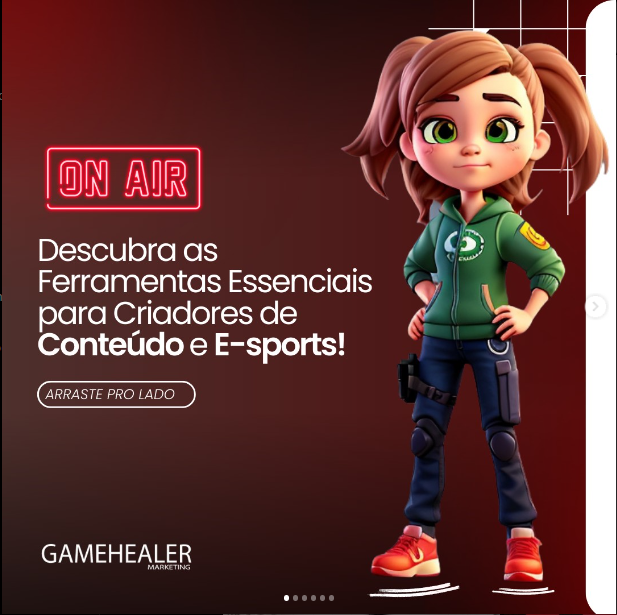 ON AIR
Descubra as
Ferramentas Essenciais
para Criadores de
Conteúdo e E-sports!
ARRASTE PRO LADO
GAMEHEALER
MARKETING